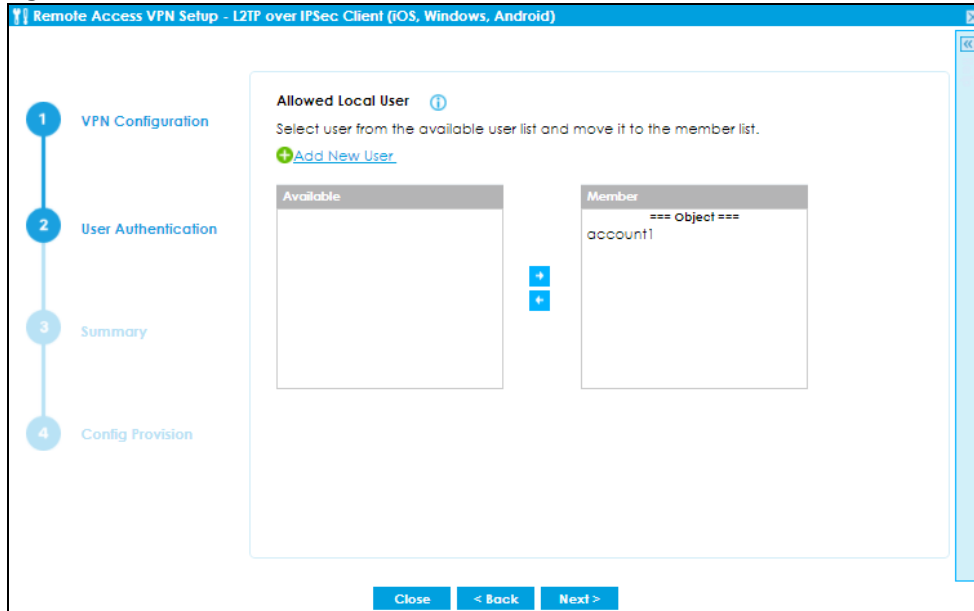 Remote Access VPN Setup - L2TP over IPSec Client (iOS, Windows, Android)
Allowed Local User
1 VPN Configuration
Select user from the available user list and move it to the member list.
Add New User
Available
Member
=== Object ===
2 User Authentication
account1
3 Summary
4 Config Provision
Close
< Back
Next >